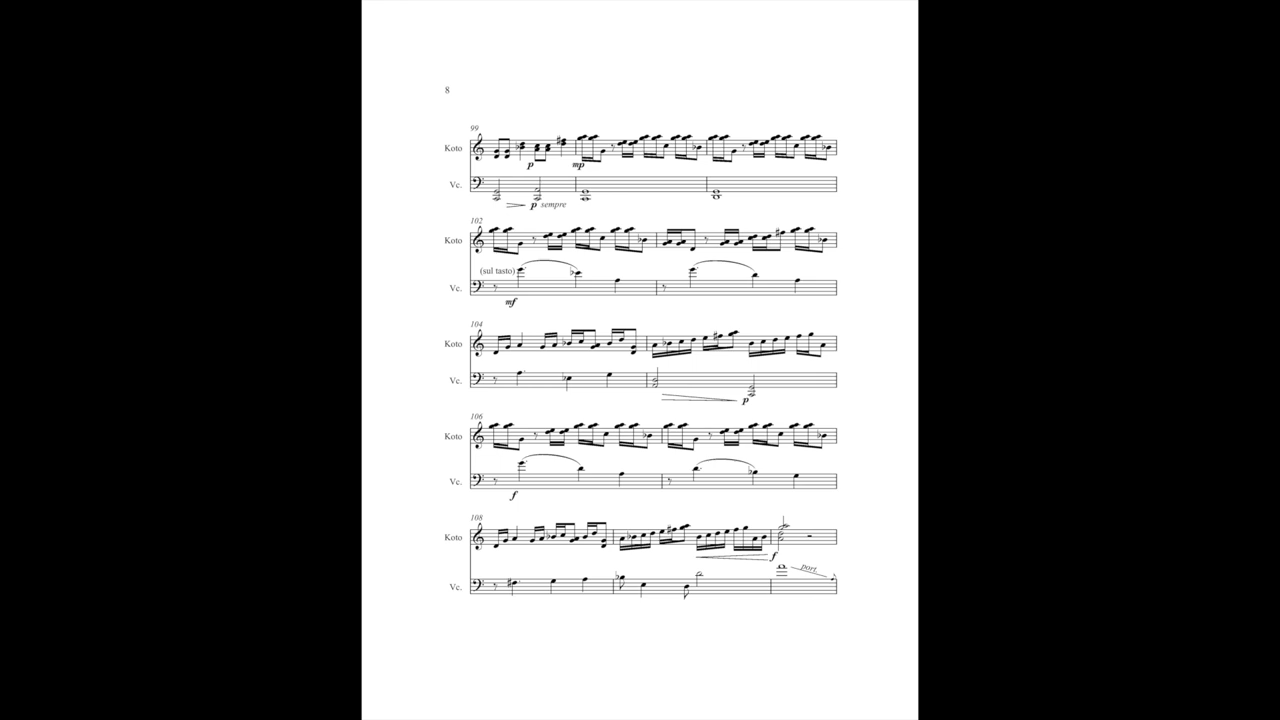 8
99
Koto
p
mp
Vc.
p sempre
102
Koto
(sul tasto)
Vc.
mf
104
Koto
Vc.
p
106
Koto
Vc.
f
108
Koto
f
port.
Vc.